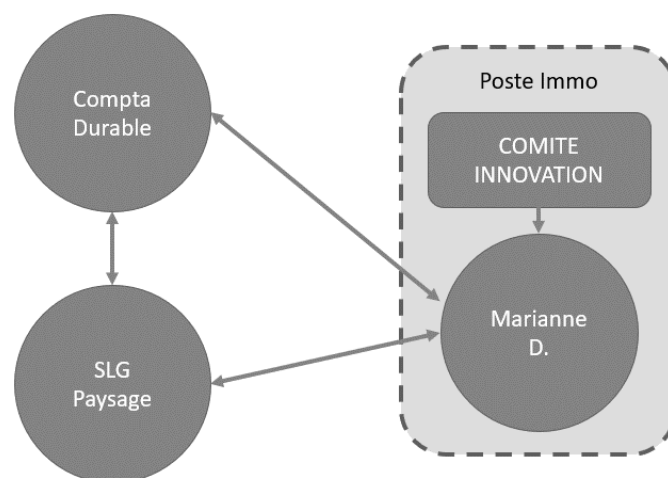 Compta
Durable
Poste Immo
COMITE
INNOVATION
Marianne
D.
SLG
Paysage